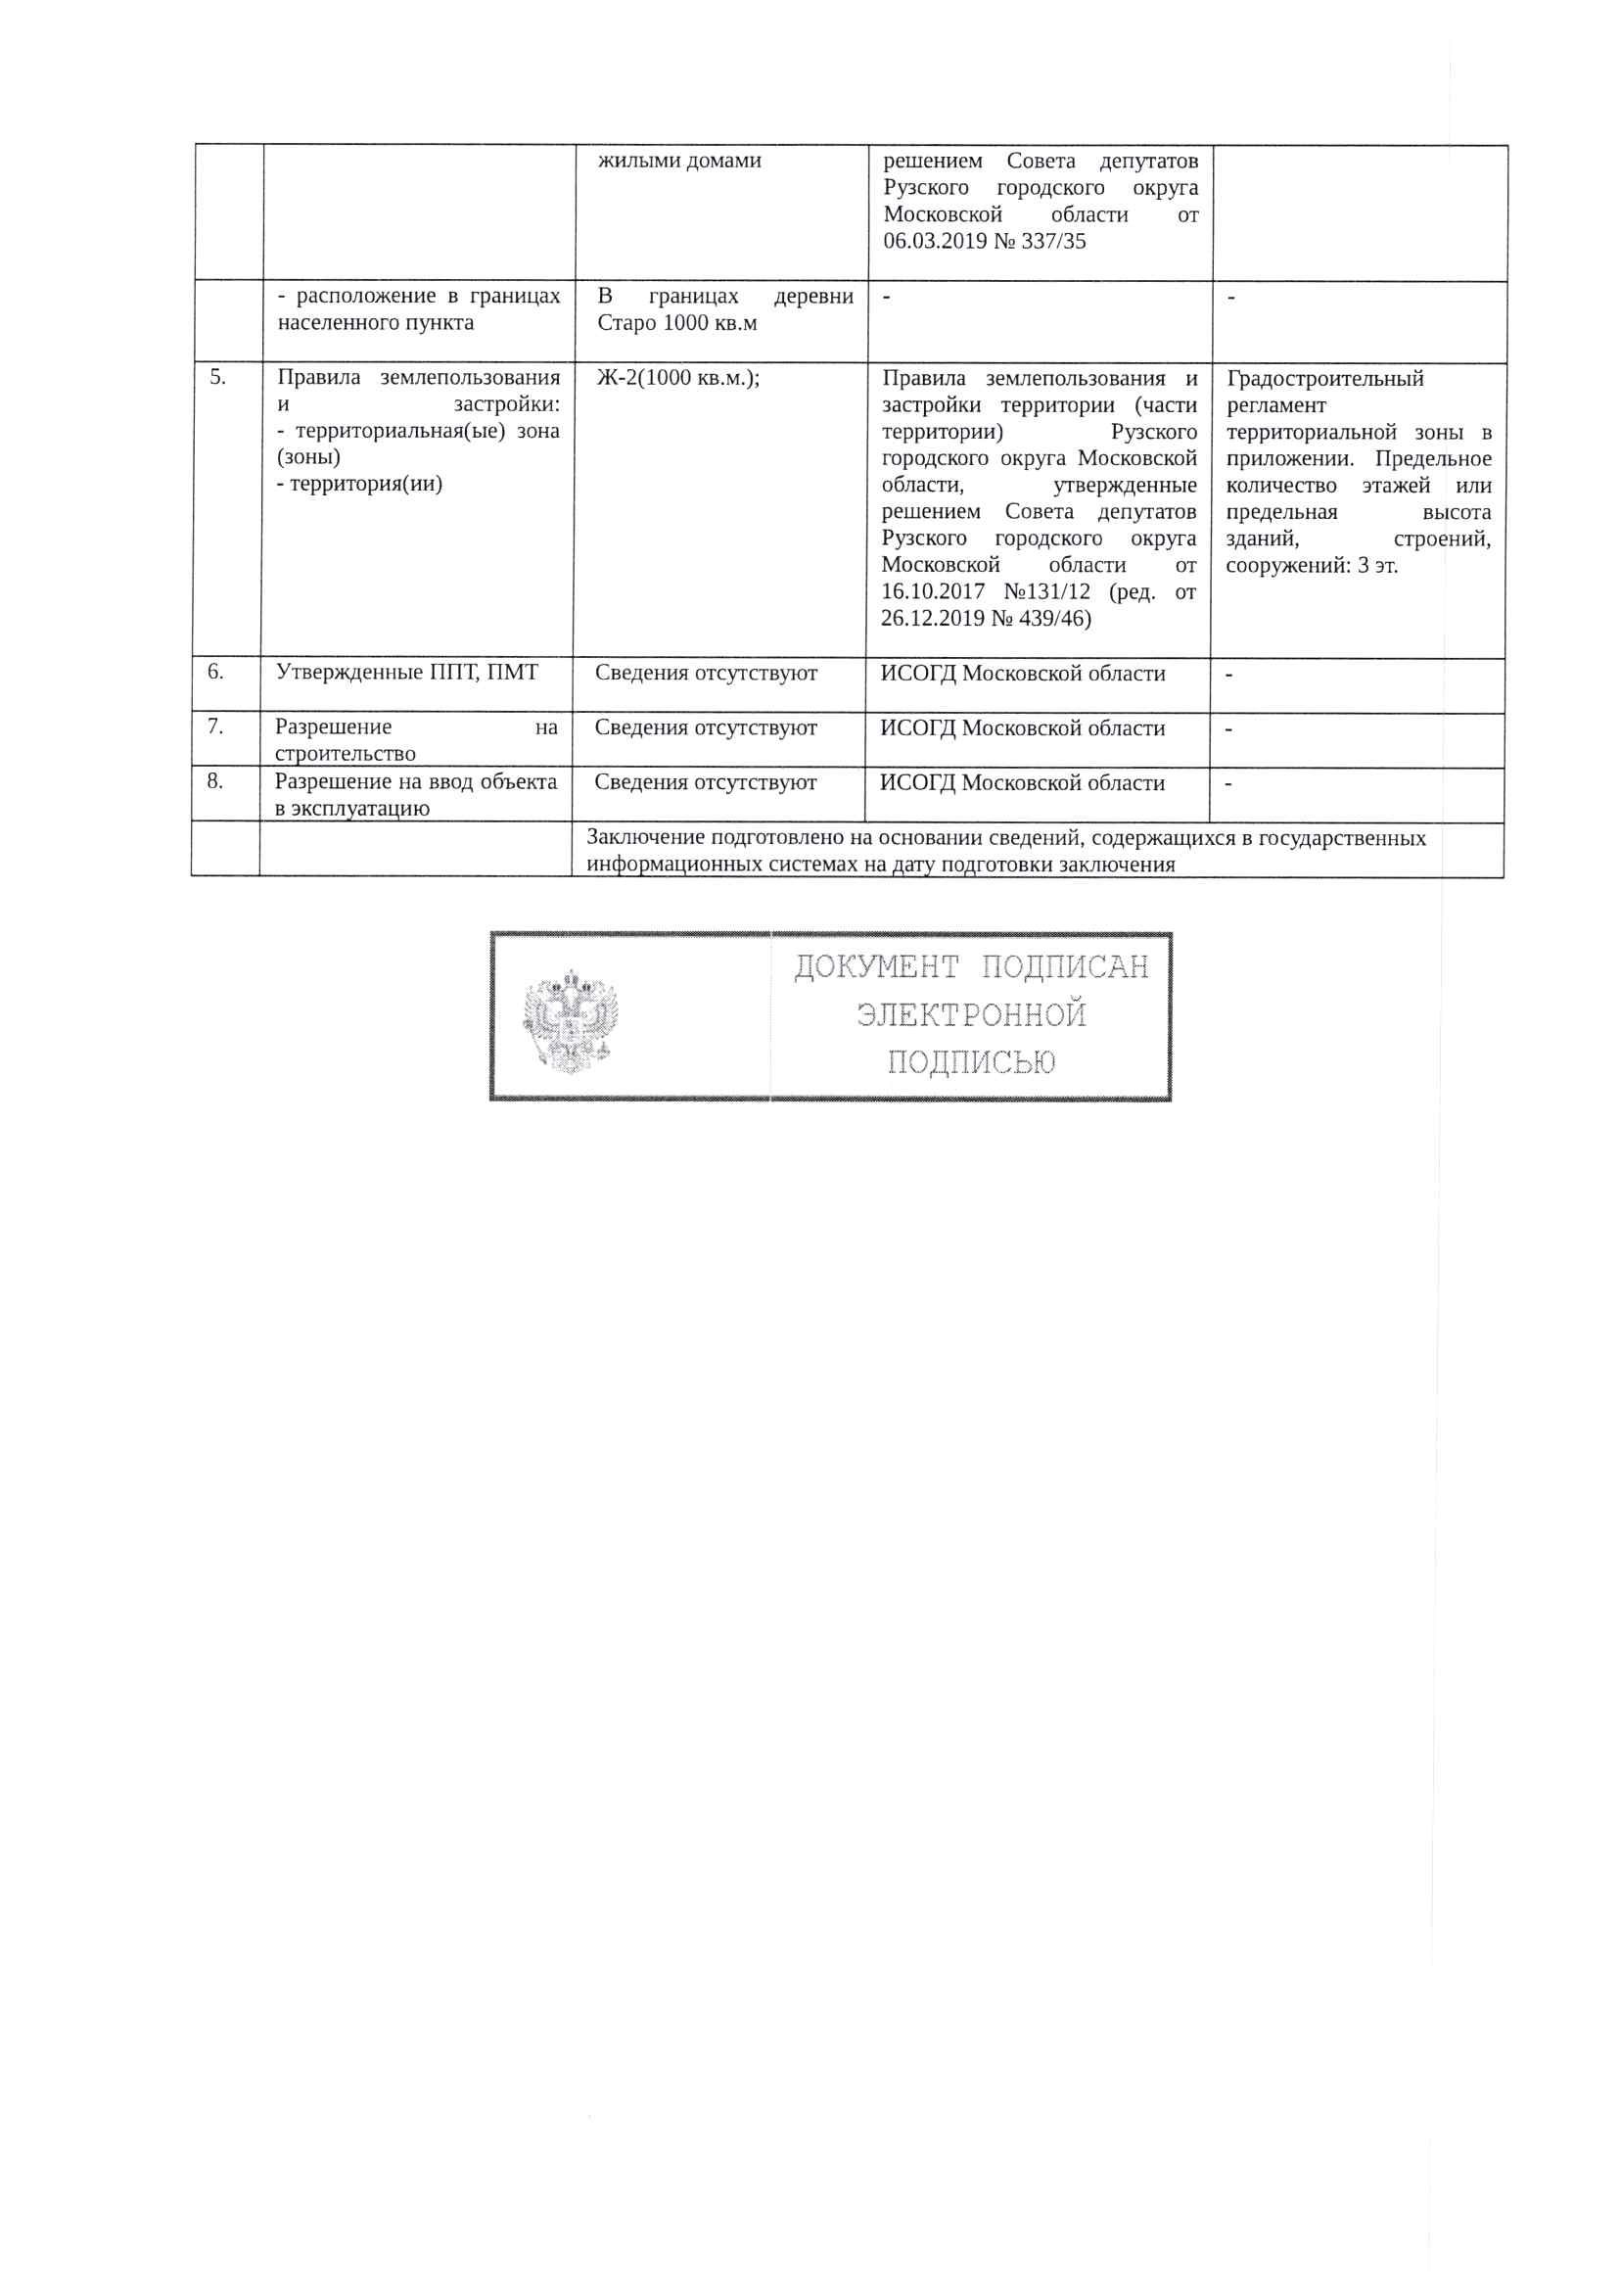 жилыми домами
решением Совета депутатов
Рузского городского округа
Московской области от
06.03.2019 № 337/35
- расположение в границах
населенного пункта
В границах деревни
Старо 1000 кв.м
-
-
5.
Правила землепользования
и застройки:
- территориальная(ые) зона
(зоны)
- территория(ии)
Ж-2(1000 кв.м.);
Правила землепользования и
застройки территории (части
территории) Рузского
городского округа Московской
области, утвержденные
решением Совета депутатов
Рузского городского округа
Московской области от
16.10.2017 №131/12 (ред. от
26.12.2019 № 439/46)
Градостроительный
регламент
территориальной зоны в
приложении. Предельное
количество этажей или
предельная высота
зданий, строений,
сооружений: 3 эт.
6.
Утвержденные ППТ, ПМТ
Сведения отсутствуют
ИСОГД Московской области
-
7.
Разрешение на
строительство
Сведения отсутствуют
ИСОГД Московской области
-
8.
Разрешение на ввод объекта
в эксплуатацию
Сведения отсутствуют
ИСОГД Московской области
-
Заключение подготовлено на основании сведений, содержащихся в государственных
информационных системах на дату подготовки заключения
ДОКУМЕНТ ПОДПИСАН
ЭЛЕКТРОННОЙ
ПОДПИСЬЮ